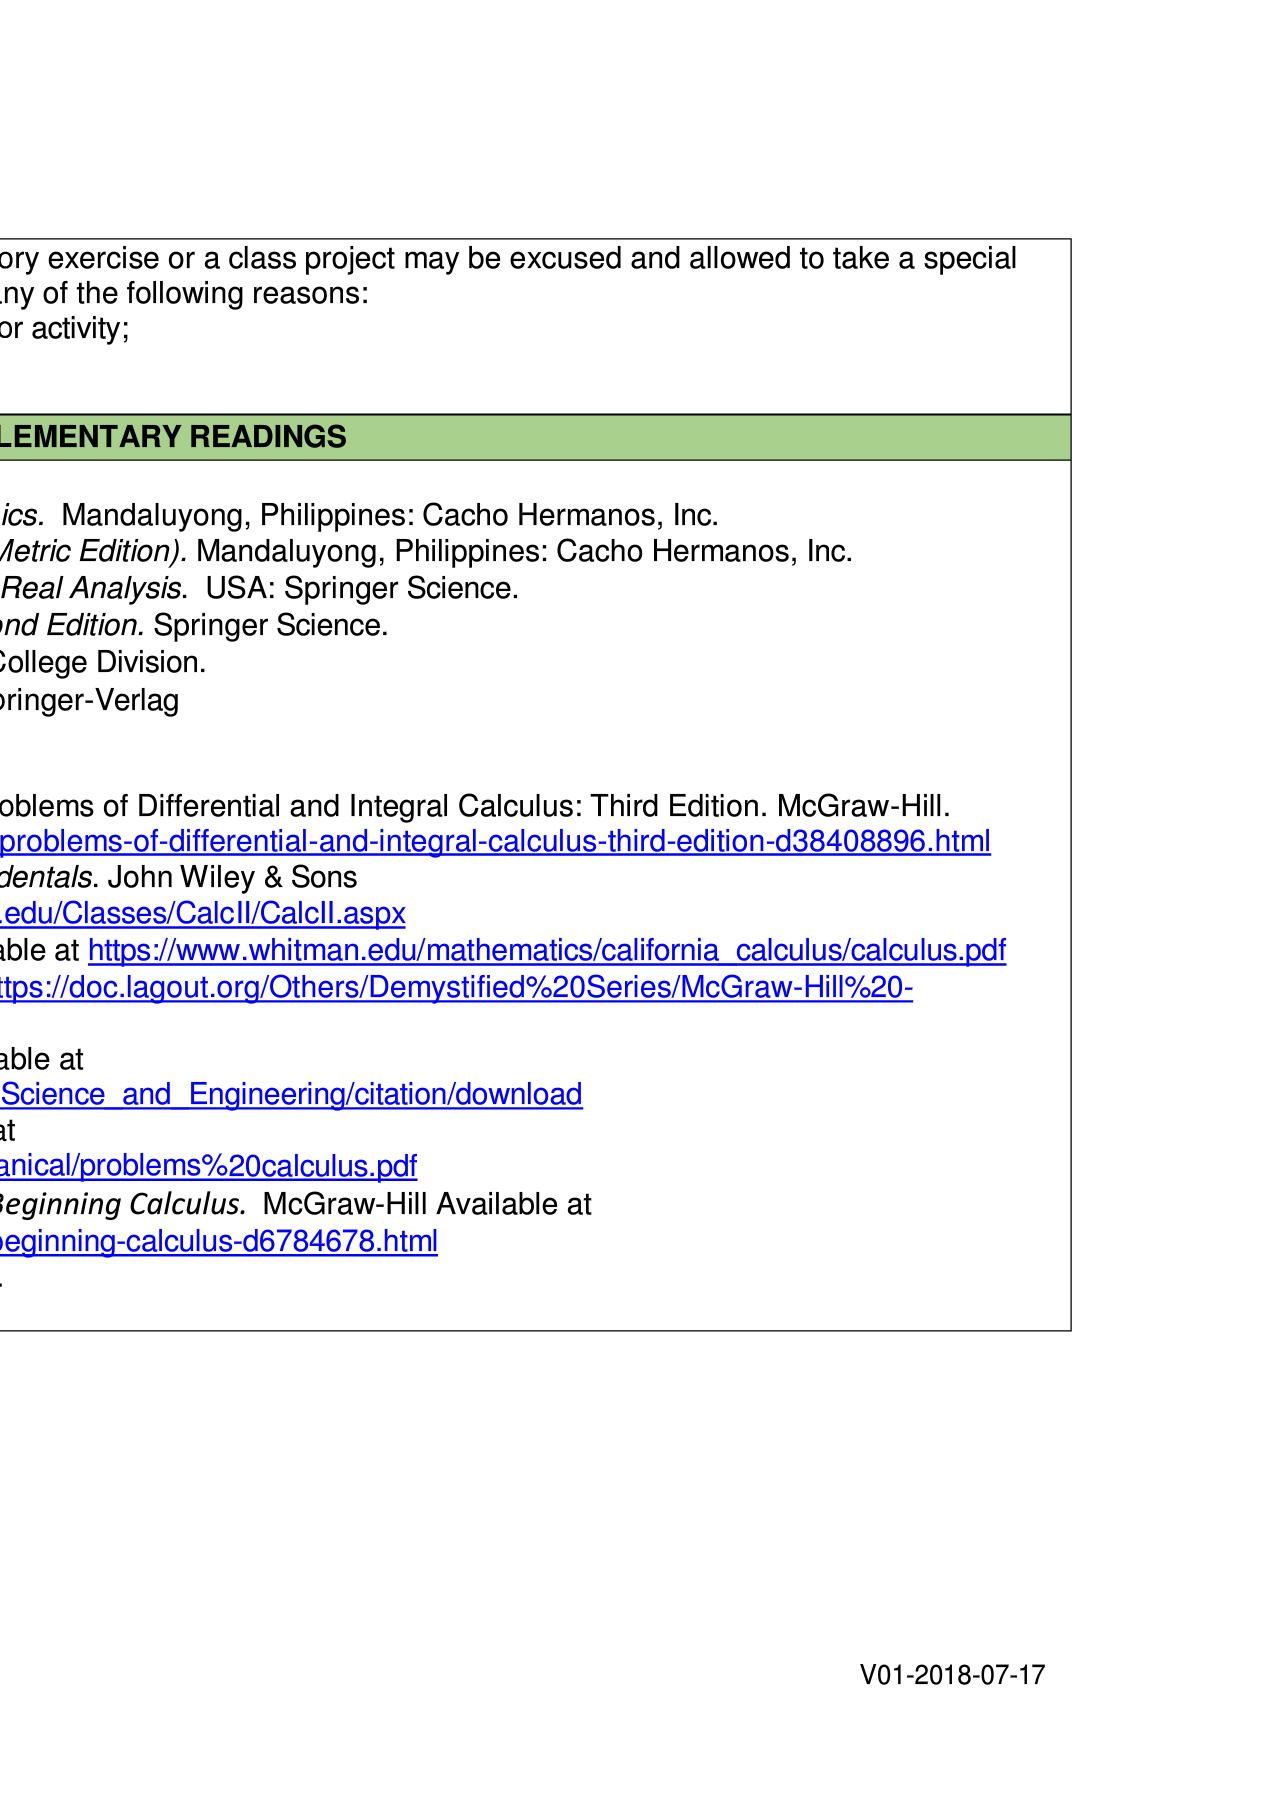 ory exercise or a class project may be excused and allowed to take a special
any of the following reasons:
or activity;
LEMENTARY READINGS
ics. Mandaluyong, Philippines: Cacho Hermanos, Inc.
Metric Edition). Mandaluyong, Philippines: Cacho Hermanos, Inc.
Real Analysis. USA: Springer Science.
ond Edition. Springer Science.
College Division.
pringer-Verlag
oblems of Differential and Integral Calculus: Third Edition. McGraw-Hill.
problems-of-differential-and-integral-calculus-third-edition-d38408896.html
dentals. John Wiley & Sons
.edu/Classes/CalcII/CalcII.aspx
able at https://www.whitman.edu/mathematics/california_calculus/calculus.pdf
ttps://doc.lagout.org/Others/Demystified%20Series/McGraw-Hill%20-
able at
Science_and_Engineering/citation/download
at
anical/problems%20calculus.pdf
Beginning Calculus. McGraw-Hill Available at
beginning-calculus-d6784678.html
.
V01-2018-07-17